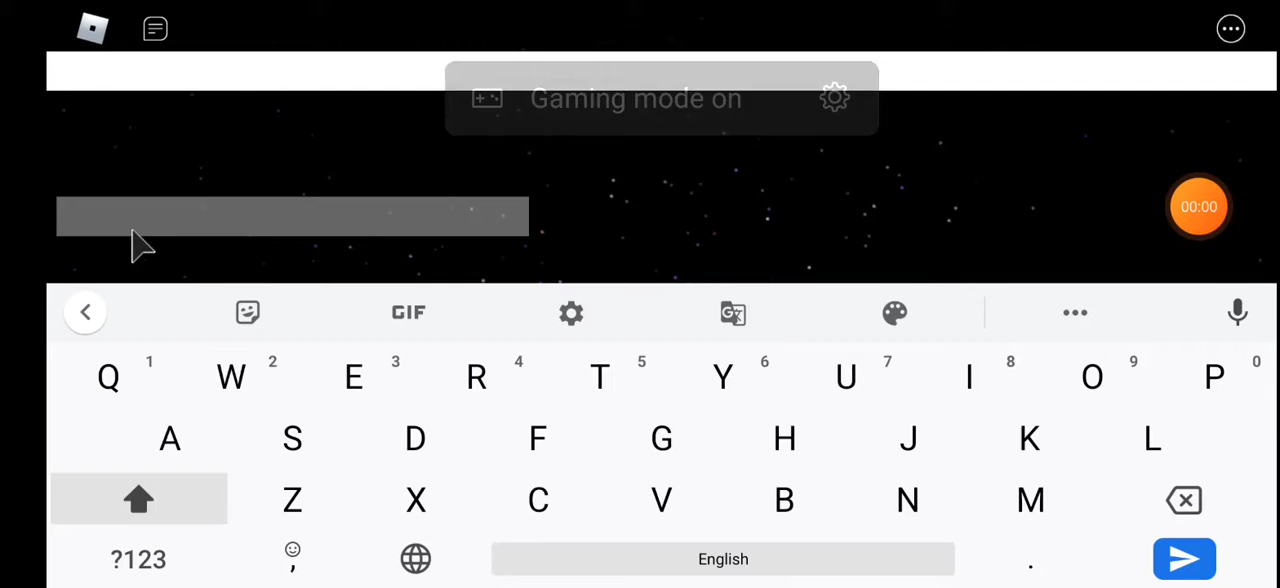 Gaming mode on
00:00
GIF G
Q 1 W 2 E 3 R 4 T 5 Y 6 U 7 I 8 O 9 P 0
A S D F G H J K L
Z X C V B N M
?123 , English .